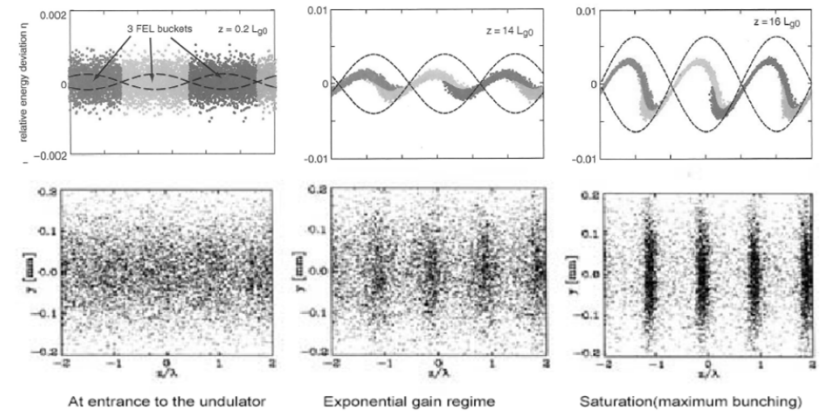 0.002
0
−0.002
relative energy deviation η
3 FEL buckets
z = 0.2 Lg0
0.01
0
-0.01
z = 14 Lg0
0.01
0
-0.01
z = 16 Lg0
0.2
0.1
0.0
−0.1
−0.2
y [mm]
−2 −1 0 1 2
z/λ
0.2
0.1
0.0
−0.1
−0.2
y [mm]
−2 −1 0 1 2
z/λ
0.2
0.1
0.0
−0.1
−0.2
y [mm]
−2 −1 0 1 2
z/λ
At entrance to the undulator
Exponential gain regime
Saturation(maximum bunching)